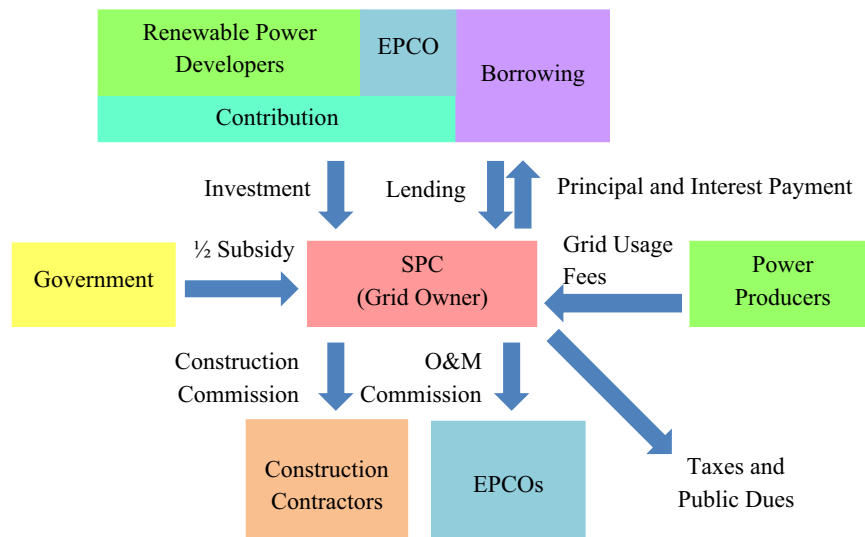 Renewable Power
Developers
EPCO
Borrowing
Contribution
Investment
Lending
Principal and Interest Payment
Government
½ Subsidy
SPC
(Grid Owner)
Grid Usage
Fees
Power
Producers
Construction
Commission
O&M
Commission
Construction
Contractors
EPCOs
Taxes and
Public Dues